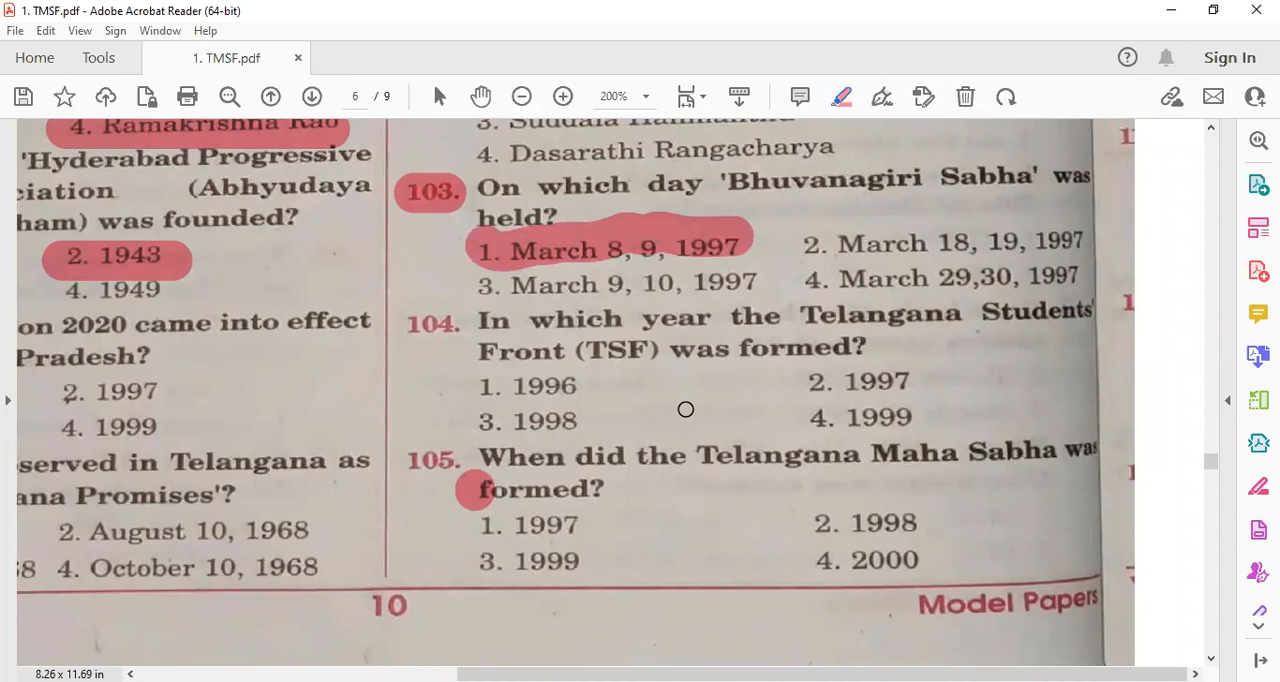 1. TMSF.pdf - Adobe Acrobat Reader (64-bit)
File Edit View Sign Window Help
Home Tools 1. TMSF.pdf × Sign In
6 / 9 200%
4. Ramakrishna Rao
'Hyderabad Progressive
ciation (Abhyudaya
ham) was founded?
2. 1943
4. 1949
on 2020 came into effect
Pradesh?
2. 1997
4. 1999
served in Telangana as
ana Promises'?
2. August 10, 1968
68 4. October 10, 1968
4. Dasarathi Rangacharya
103. On which day 'Bhuvanagiri Sabha' was
held?
1. March 8, 9, 1997 2. March 18, 19, 1997
3. March 9, 10, 1997 4. March 29,30, 1997
104. In which year the Telangana Students'
Front (TSF) was formed?
1. 1996 2. 1997
3. 1998 4. 1999
105. When did the Telangana Maha Sabha was
formed?
1. 1997 2. 1998
3. 1999 4. 2000
10 Model Papers
8.26 x 11.69 in